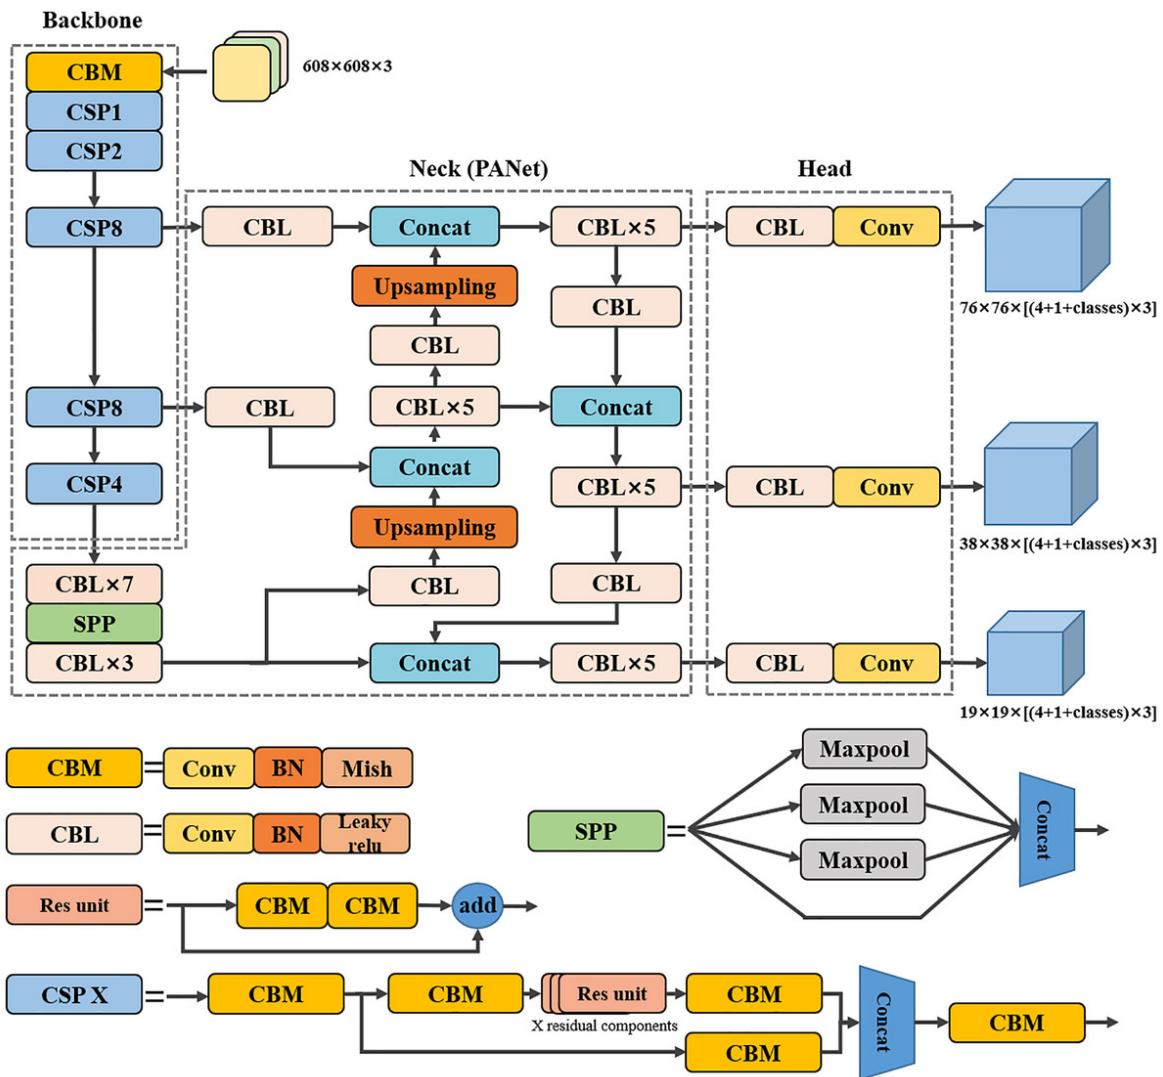 Backbone
CBM
608×608×3
CSP1
CSP2
Neck (PANet)
Head
CSP8
CBL
Concat
CBL×5
CBL
Conv
Upsampling
CBL
76×76×[(4+1+classes)×3]
CBL
CSP8
CBL
CBL×5
Concat
Concat
CSP4
CBL×5
CBL
Conv
Upsampling
38×38×[(4+1+classes)×3]
CBL×7
CBL
CBL
SPP
CBL×3
Concat
CBL×5
CBL
Conv
19×19×[(4+1+classes)×3]
CBM
=
Conv
BN
Mish
CBL
=
Conv
BN
Leaky
relu
SPP
=
Maxpool
Maxpool
Maxpool
Concat
Res unit
=
CBM
CBM
add
CSP X
=
CBM
CBM
Res unit
X residual components
CBM
CBM
Concat
CBM